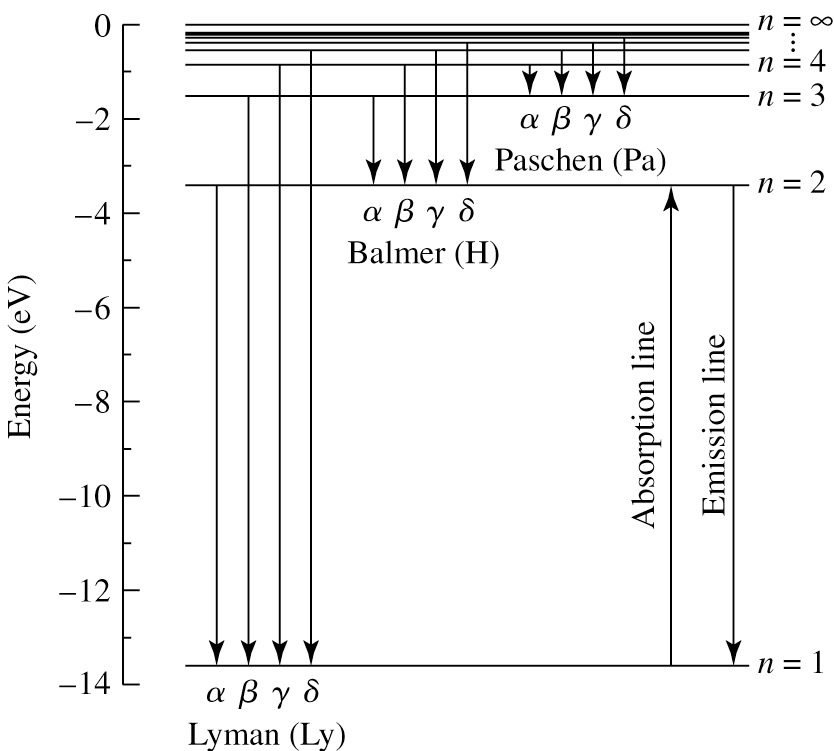 0
−2
−4
−6
−8
−10
−12
−14
Energy (eV)
n = ∞
⋮
n = 4
n = 3
α β γ δ
Paschen (Pa)
n = 2
α β γ δ
Balmer (H)
Absorption line
Emission line
n = 1
α β γ δ
Lyman (Ly)